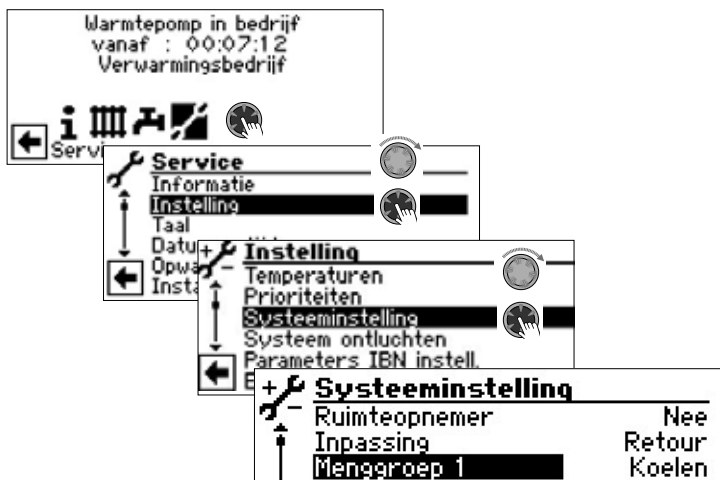 Warmtepomp in bedrijf
vanaf : 00:07:12
Verwarmingsbedrijf
Service
Informatie
Instelling
Taal
Instelling
Temperaturen
Prioriteiten
Systeeminstelling
Systeem ontluchten
Parameters IBN instell.
Systeeminstelling
Ruimteopnemer Nee
Inpassing Retour
Menggroep 1 Koelen